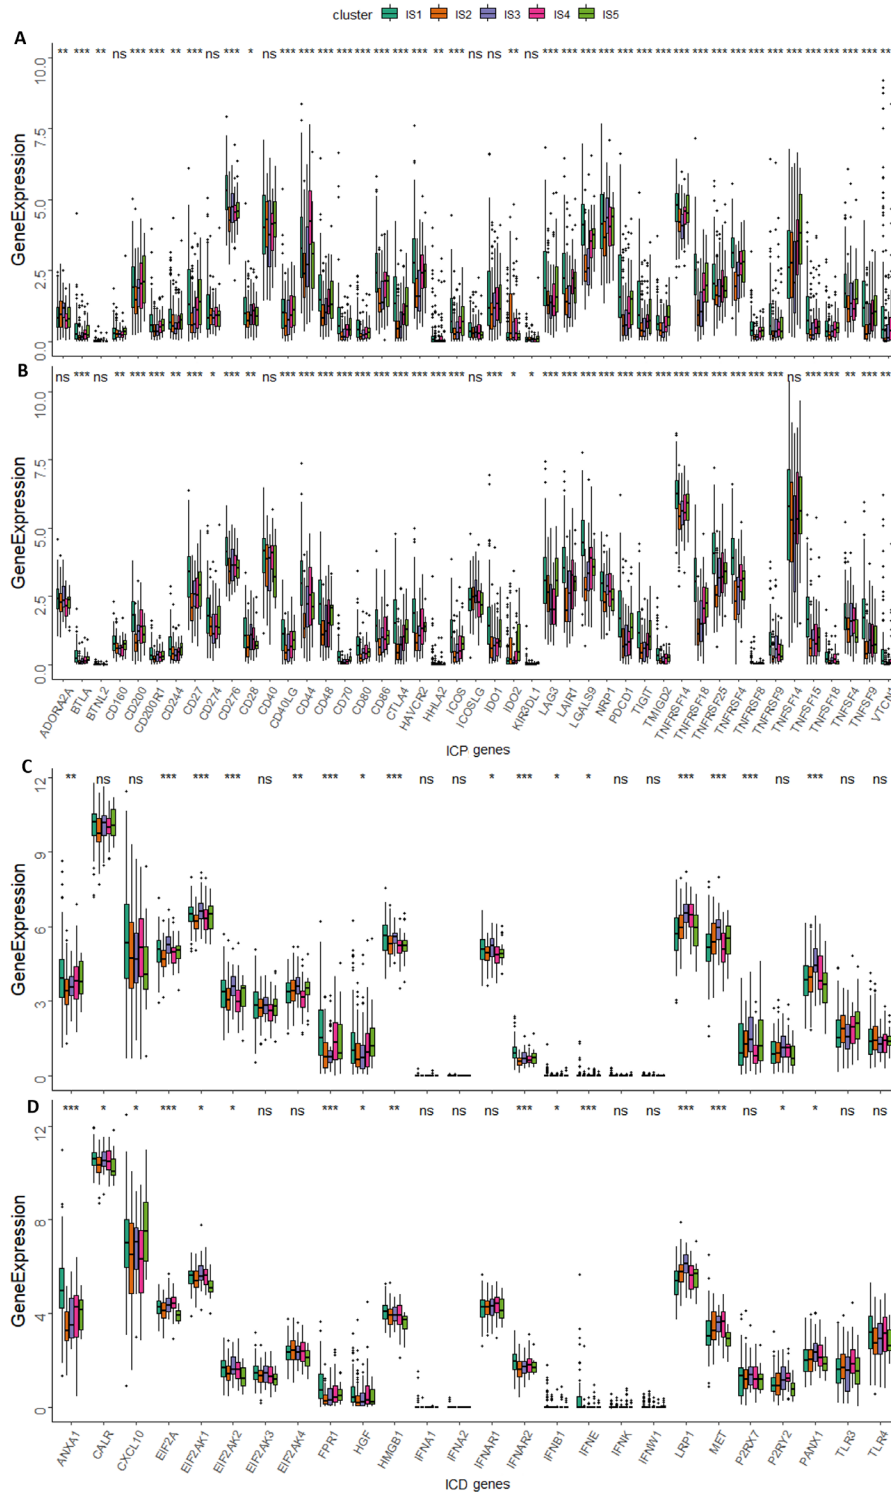 cluster IS1 IS2 IS3 IS4 IS5
A
** *** ** ns *** *** ** *** ns *** * ns *** *** *** *** *** *** *** *** ** *** ns ns ** ns *** *** *** *** *** *** *** *** *** *** *** *** *** *** *** *** *** *** **
GeneExpression
10.0
7.5
5.0
2.5
0.0
B
ns *** ns ** *** *** ** *** * *** ** ns *** *** *** *** *** *** *** *** *** *** ns *** * * *** *** *** *** *** *** *** *** *** *** *** *** *** ns *** *** ** *** **
GeneExpression
10.0
7.5
5.0
2.5
0.0
ADORA2A BTLA BTNL2 CD160 CD200 CD200R1 CD244 CD27 CD274 CD276 CD28 CD40 CD40LG CD44 CD48 CD70 CD80 CD86 CTLA4 HAVCR2 HHLA2 ICOS ICOSLG IDO1 IDO2 KIR3DL1 LAG3 LAIR1 LGALS9 NRP1 PDCD1 TIGIT TMIGD2 TNFRSF14 TNFRSF18 TNFRSF25 TNFRSF4 TNFRSF8 TNFRSF9 TNFSF14 TNFSF15 TNFSF18 TNFSF4 TNFSF9
ICP genes
C
** ns ns *** *** *** ns ** *** * *** ns ns * *** * * ns ns *** *** *** ns *** ns ns
GeneExpression
12
9
6
3
0
D
*** * * *** * * ns ns *** * ** ns ns ns *** * *** ns ns *** *** ns * * ns ns
GeneExpression
12
8
4
0
ANXA1 CALR CXCL10 EIF2A EIF2AK1 EIF2AK2 EIF2AK3 EIF2AK4 FPR1 HGF HMGB1 IFNA1 IFNA2 IFNAR1 IFNAR2 IFNB1 IFNE IFNK IFNW1 LRP1 MET P2RX7 P2RY2 PANX1 TLR3 TLR4
ICD genes